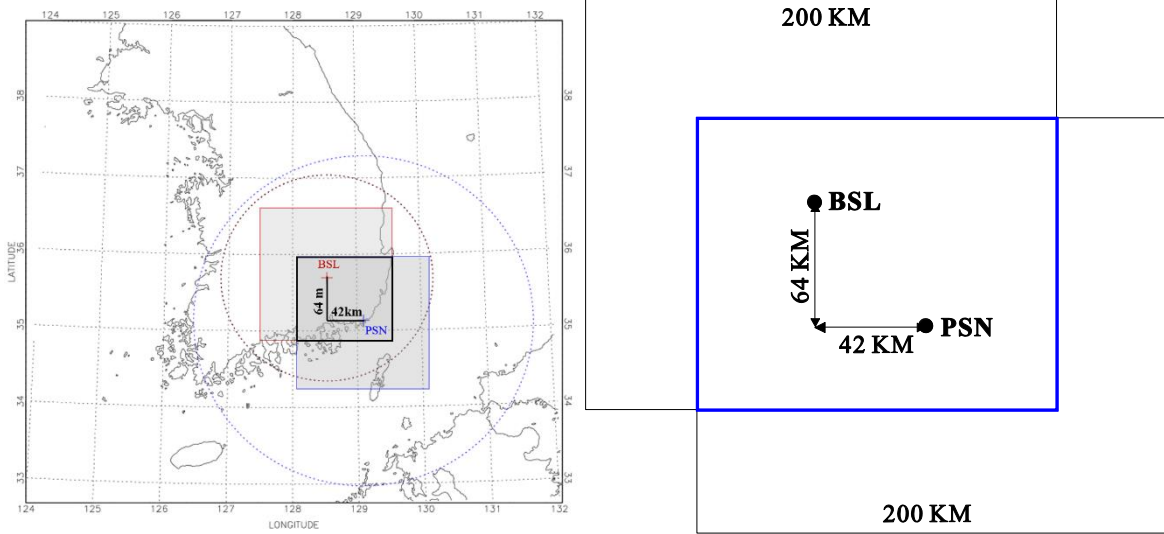 124 125 126 127 128 129 130 131 132
38 38
37 37
36 36
35 35
34 34
33 33
LATITUDE
BSL
64 m
42km
PSN
124 125 126 127 128 129 130 131 132
LONGITUDE
200 KM
BSL
64 KM
PSN
42 KM
200 KM